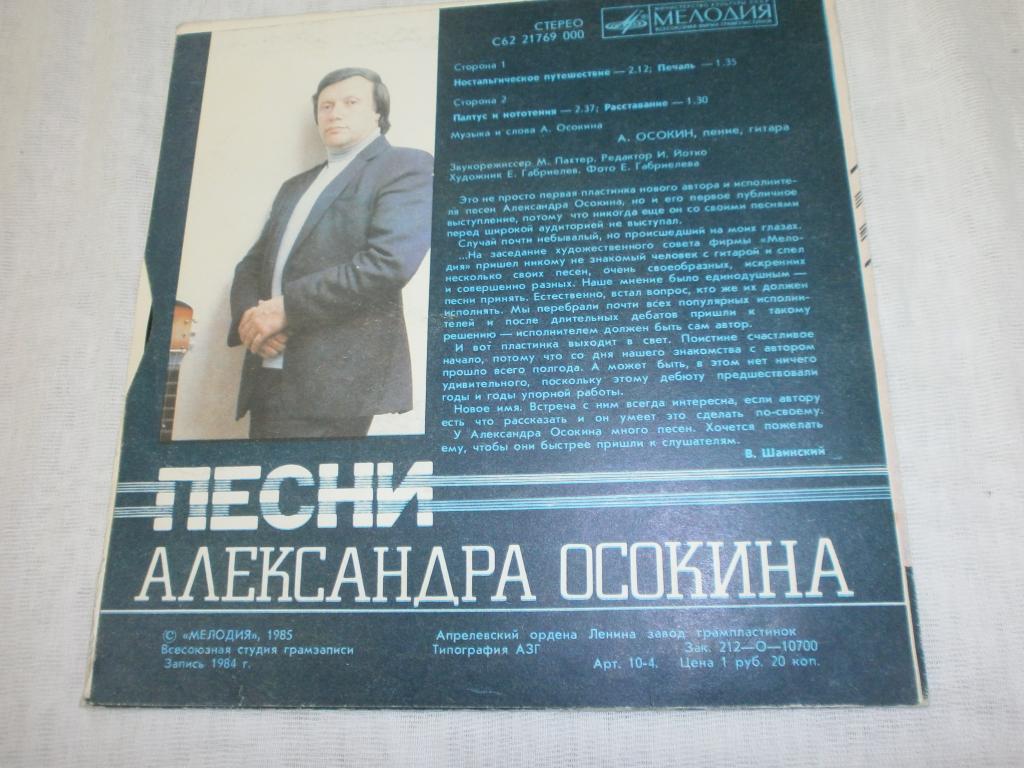 СТЕРЕО
С62 21769 000
МЕЛОДИЯ
Сторона 1
Ностальгическое путешествие — 2.12; Печаль — 1.35
Сторона 2
Палтус и нототения — 2.37; Расставание — 1.30
Музыка и слова А. Осокина
А. ОСОКИН, пение, гитара
Звукорежиссер М. Пахтер. Редактор И. Йотко
Художник Е. Габриелев. Фото Е. Габриелева
Это не просто первая пластинка нового автора и исполните-
ля песен Александра Осокина, но и его первое публичное
выступление, потому что никогда еще он со своими песнями
перед широкой аудиторией не выступал.
Случай почти небывалый, но происшедший на моих глазах.
...На заседание художественного совета фирмы «Мело-
дия» пришел никому не знакомый человек с гитарой и спел
несколько своих песен, очень своеобразных, искренних
и совершенно разных. Наше мнение было единодушным —
песни принять. Естественно, встал вопрос, кто же их должен
исполнять. Мы перебрали почти всех популярных исполни-
телей и после длительных дебатов пришли к такому
решению — исполнителем должен быть сам автор.
И вот пластинка выходит в свет. Поистине счастливое
начало, потому что со дня нашего знакомства с автором
прошло всего полгода. А может быть, в этом нет ничего
удивительного, поскольку этому дебюту предшествовали
годы и годы упорной работы.
Новое имя. Встреча с ним всегда интересна, если автору
есть что рассказать и он умеет это сделать по-своему.
У Александра Осокина много песен. Хочется пожелать
ему, чтобы они быстрее пришли к слушателям.
В. Шаинский
ПЕСНИ
АЛЕКСАНДРА ОСОКИНА
© «МЕЛОДИЯ», 1985
Всесоюзная студия грамзаписи
Запись 1984 г.
Апрелевский ордена Ленина завод грампластинок
Типография АЗГ
Зак. 212—О—10700
Арт. 10-4. Цена 1 руб. 20 коп.